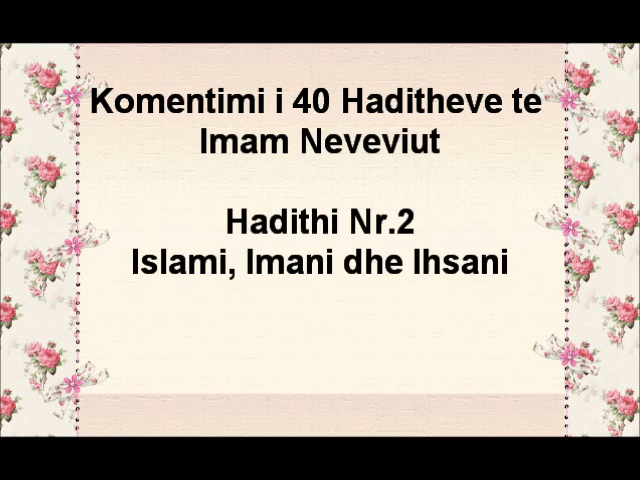 Komentimi i 40 Haditheve te
Imam Neveviut
Hadithi Nr.2
Islami, Imani dhe Ihsani